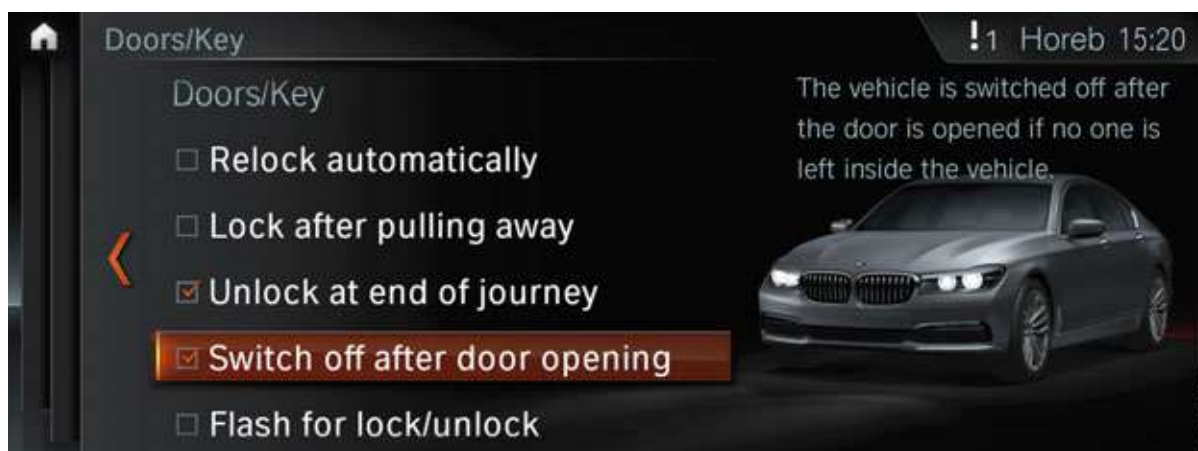 Doors/Key
!1 Horeb 15:20
Doors/Key
Relock automatically
Lock after pulling away
Unlock at end of journey
Switch off after door opening
Flash for lock/unlock
The vehicle is switched off after
the door is opened if no one is
left inside the vehicle.